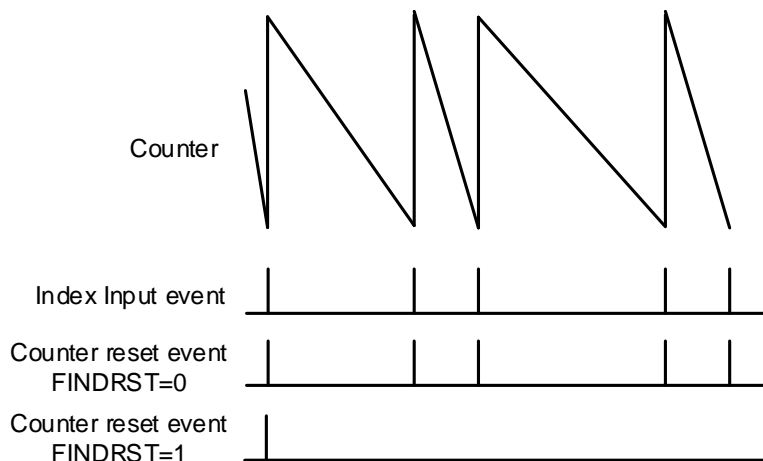 Counter
Index Input event
Counter reset event
FINDRST=0
Counter reset event
FINDRST=1